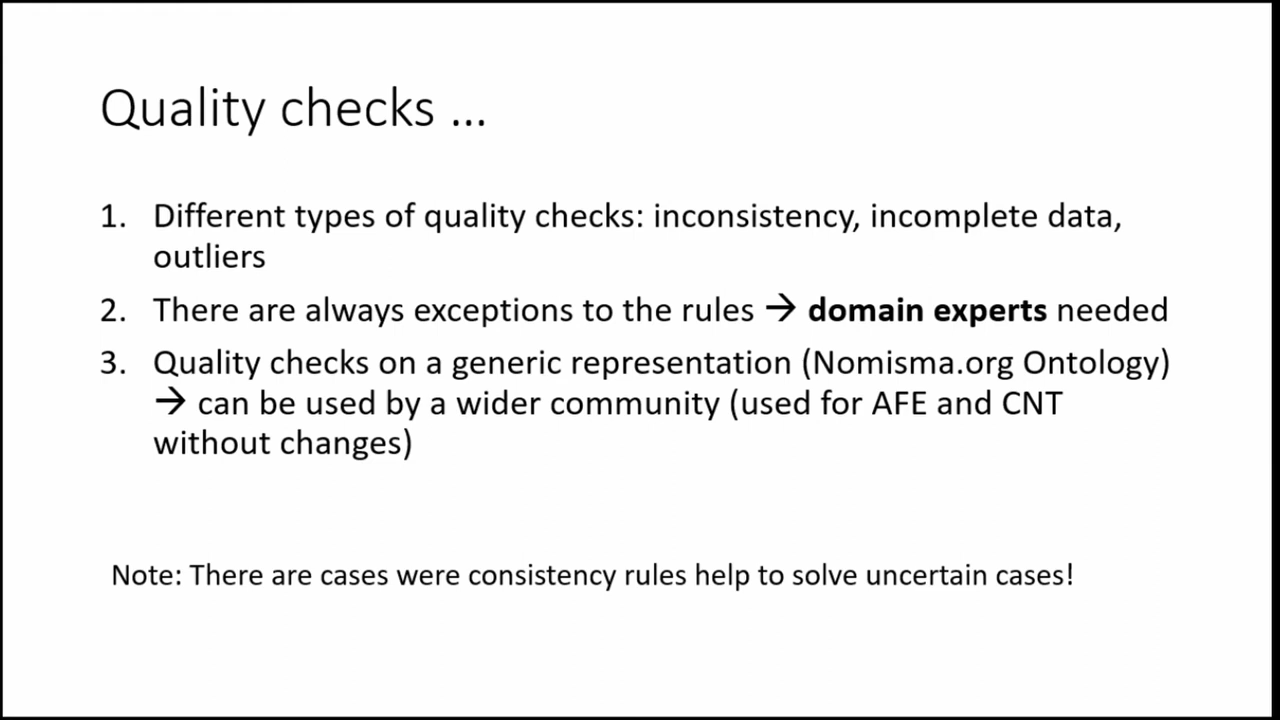 Quality checks ...
1. Different types of quality checks: inconsistency, incomplete data,
outliers
2. There are always exceptions to the rules → domain experts needed
3. Quality checks on a generic representation (Nomisma.org Ontology)
→ can be used by a wider community (used for AFE and CNT
without changes)
Note: There are cases were consistency rules help to solve uncertain cases!